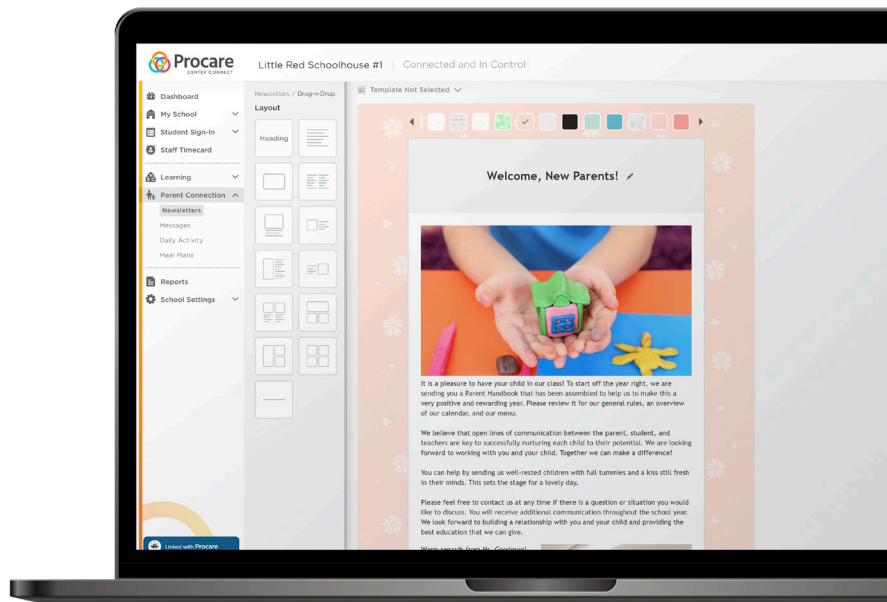 Procare
CENTER CONNECT
Little Red Schoolhouse #1
Connected and In Control
Dashboard
My School
Student Sign-In
Staff Timecard
Learning
Parent Connection
Newsletters
Messages
Daily Activity
Meal Plans
Reports
School Settings
Linked with Procare
Newsletters / Drag-n-Drop
Layout
Heading
Template Not Selected
Welcome, New Parents!
It is a pleasure to have your child in our class! To start off the year right, we are
sending you a Parent Handbook that has been assembled to help us to make this a
very positive and rewarding year. Please review it for our general rules, an overview
of our calendar, and our menu.
We believe that open lines of communication between the parent, student, and
teachers are key to successfully nurturing each child to their potential. We are looking
forward to working with you and your child. Together we can make a difference!
You can help by sending us well-rested children with full tummies and a kiss still fresh
in their minds. This sets the stage for a lovely day.
Please feel free to contact us at any time if there is a question or situation you would
like to discuss. You will receive additional communication throughout the school year.
We look forward to building a relationship with you and your child and providing the
best education that we can give.
Warm regards from Ms. Goodman!